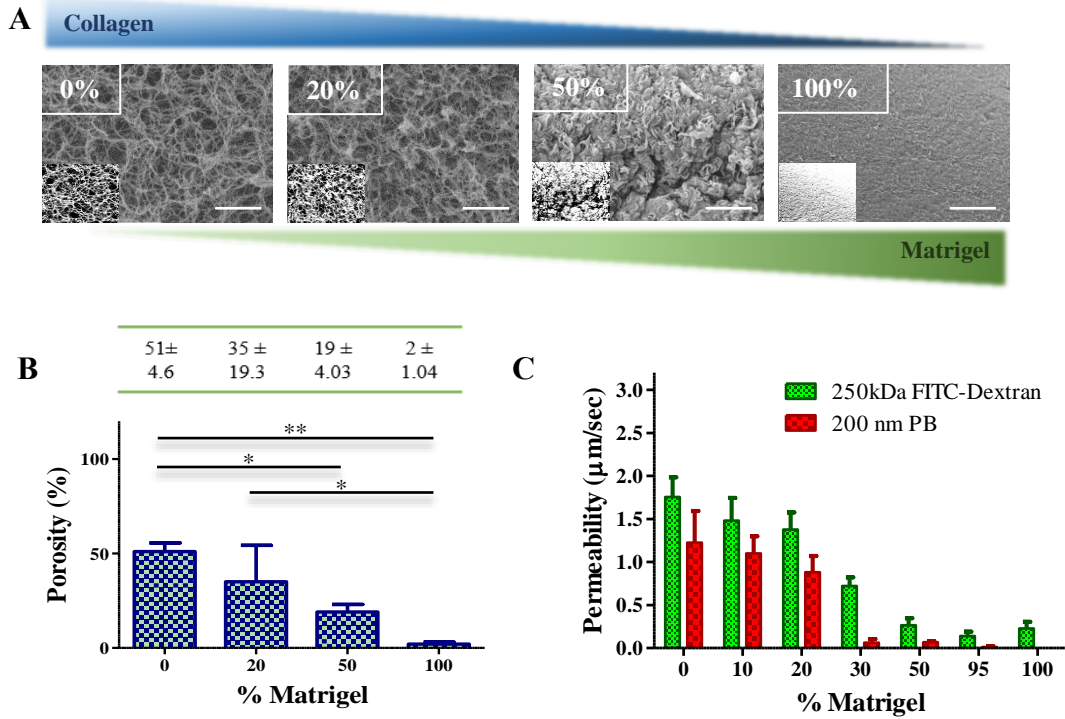 A
Collagen
0%
20%
50%
100%
Matrigel
B
51± 35 ± 19 ± 2 ±
4.6 19.3 4.03 1.04
**
*
*
Porosity (%)
100
50
0
0 20 50 100
% Matrigel
C
250kDa FITC-Dextran
200 nm PB
Permeability (µm/sec)
3.0
2.5
2.0
1.5
1.0
0.5
0.0
0 10 20 30 50 95 100
% Matrigel